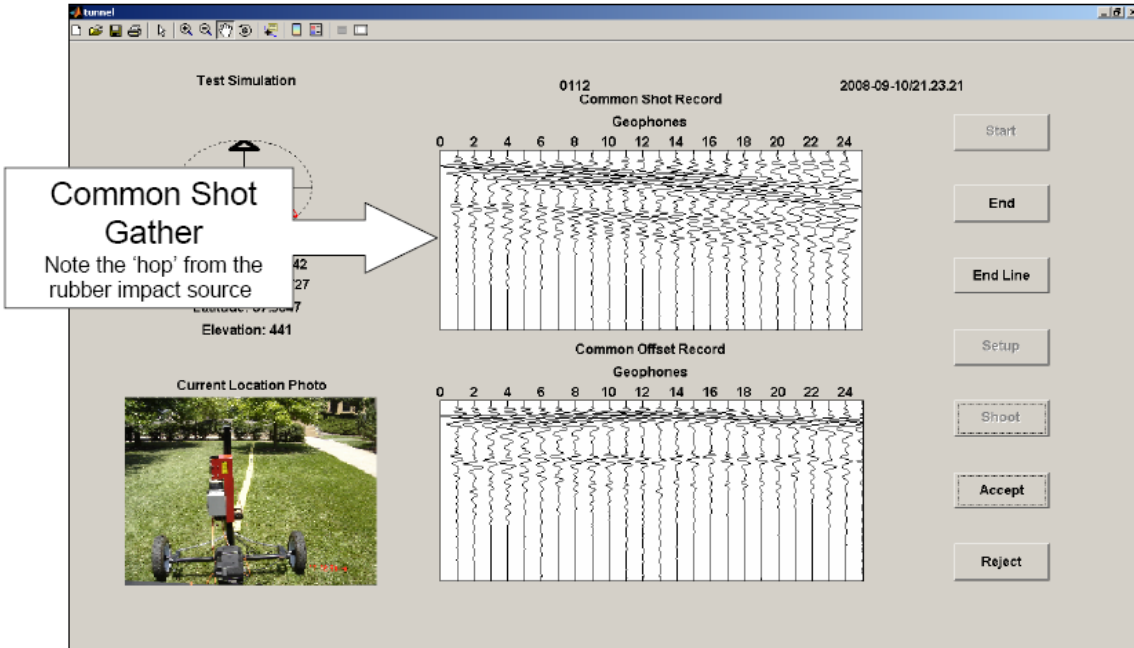 tunnel
Test Simulation
0112
2008-09-10/21.23.21
Common Shot Record
Geophones
0 2 4 6 8 10 12 14 16 18 20 22 24
Common Shot
Gather
Note the ‘hop’ from the
rubber impact source
42
27
Elevation: 441
Current Location Photo
Common Offset Record
Geophones
0 2 4 6 8 10 12 14 16 18 20 22 24
Start
End
End Line
Setup
Shoot
Accept
Reject